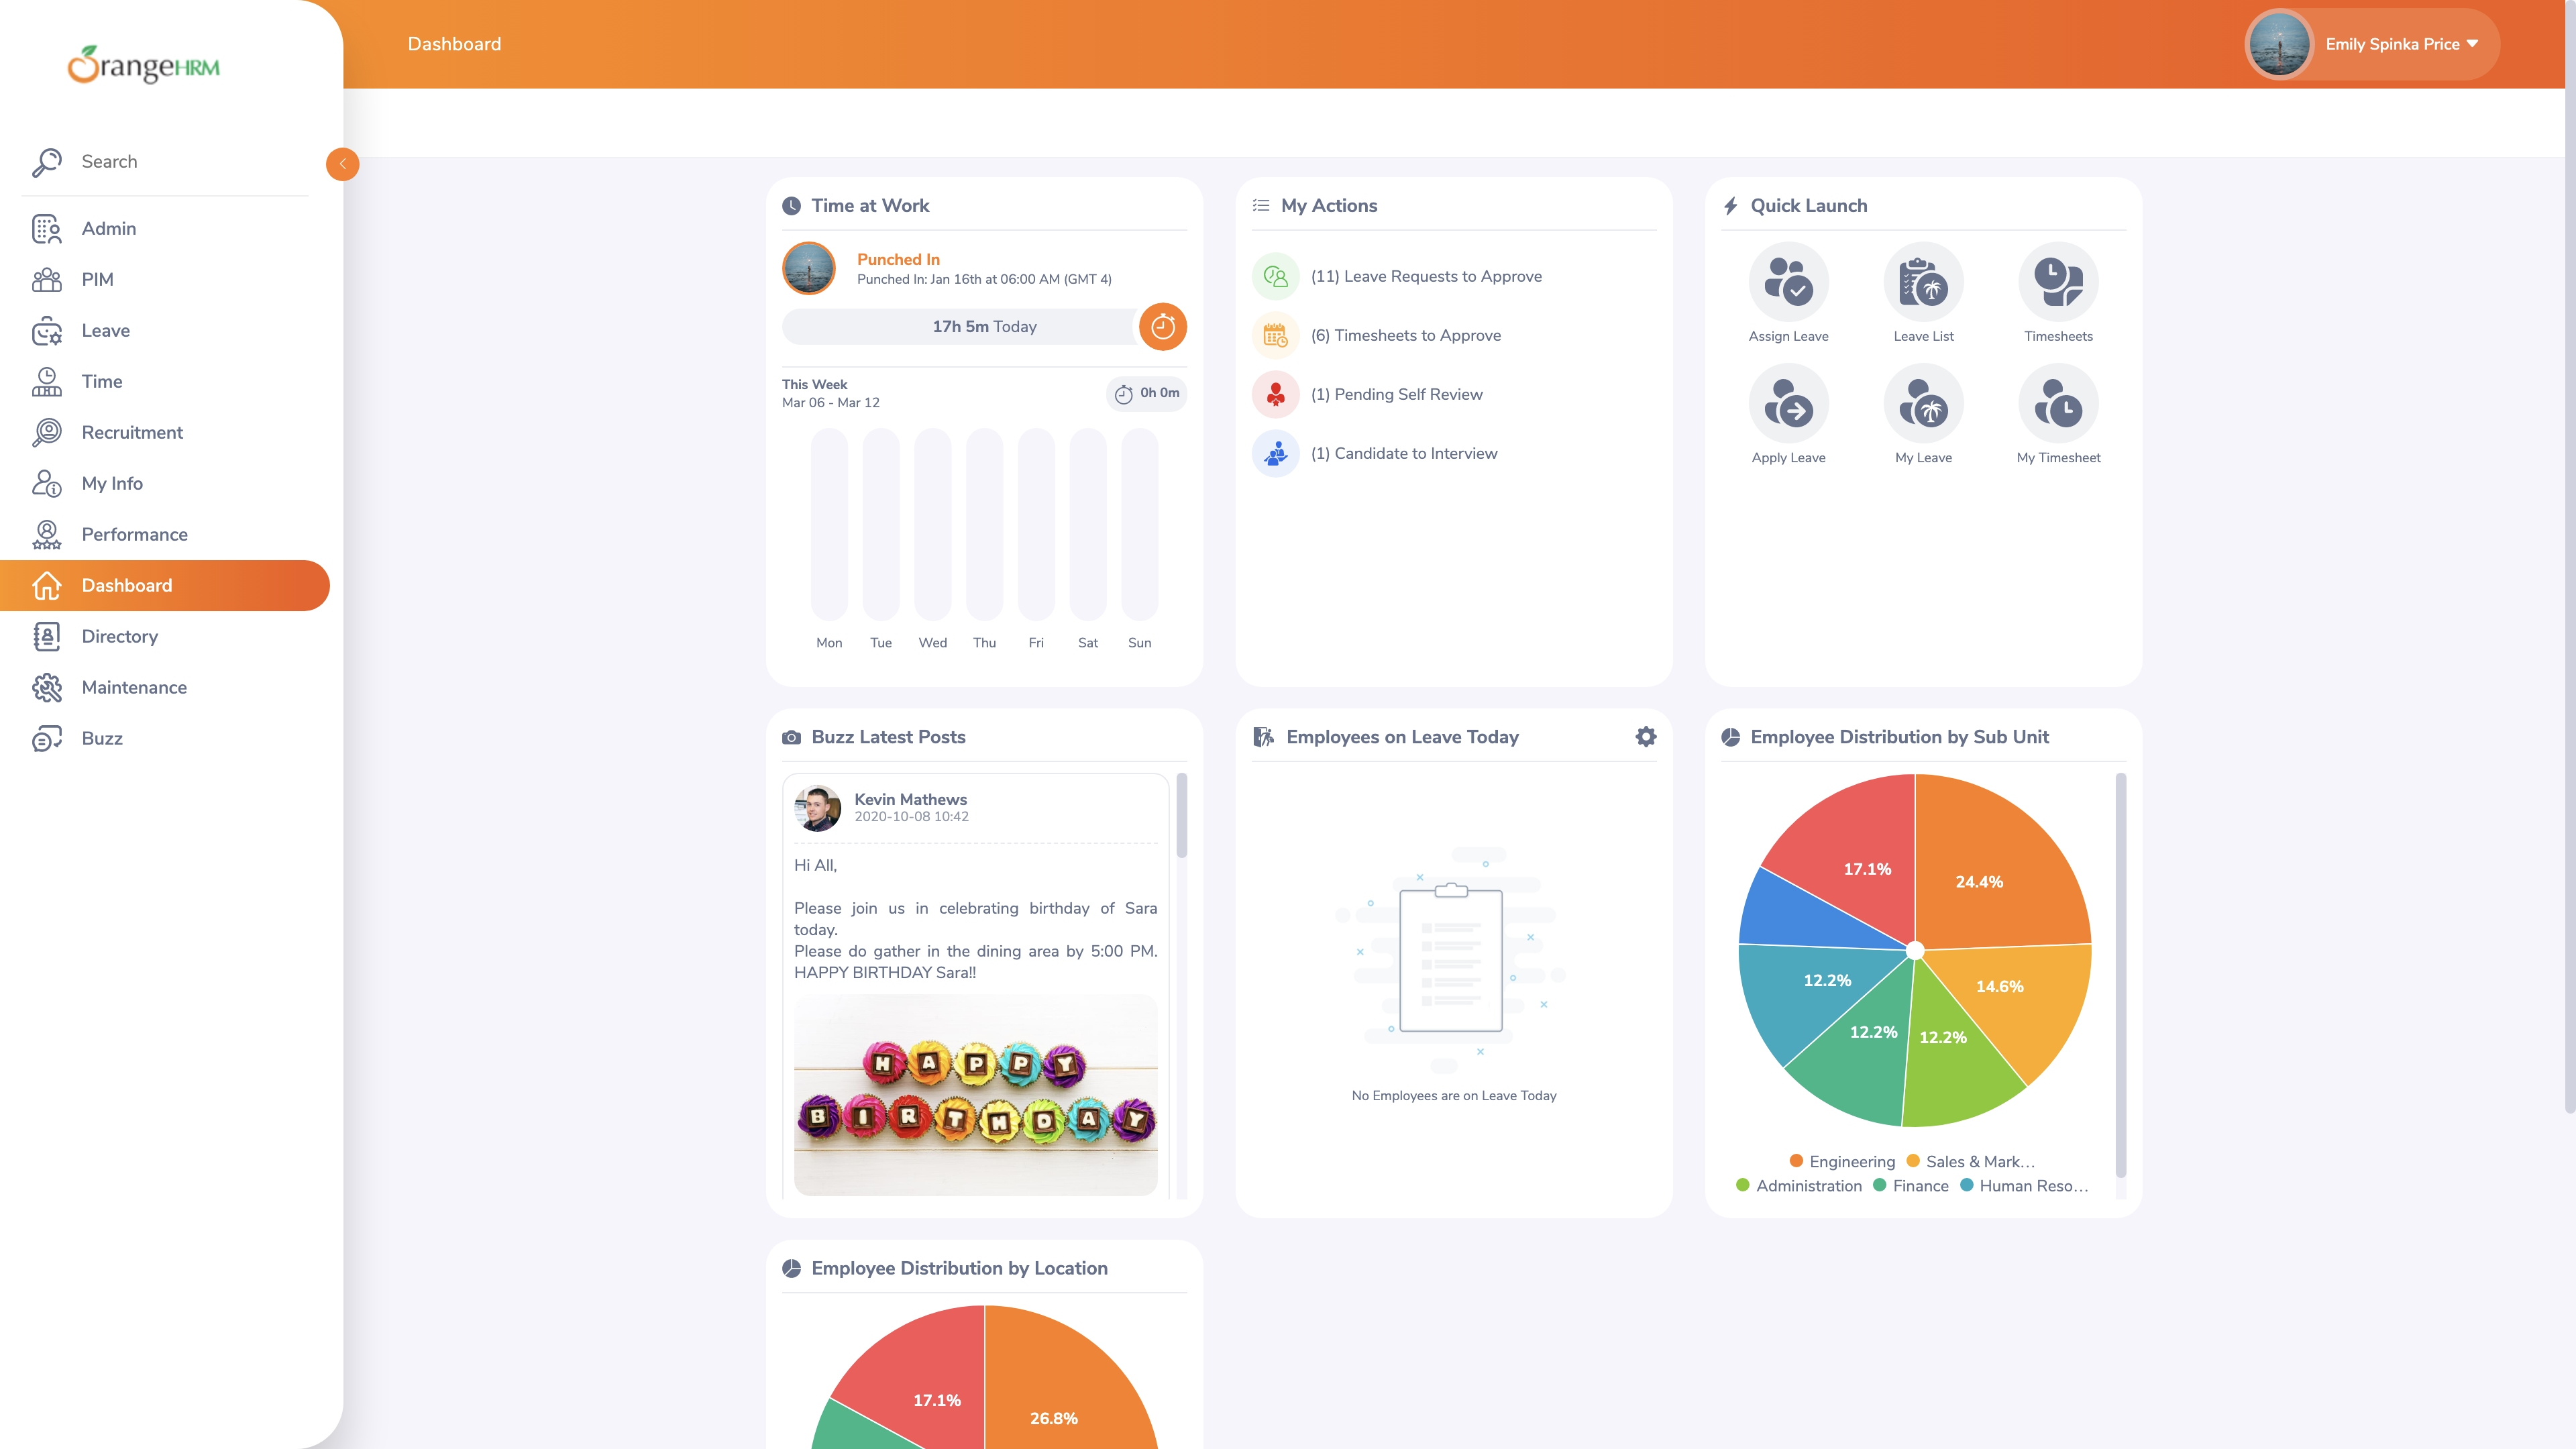 OrangeHRM
Search
Admin
PIM
Leave
Time
Recruitment
My Info
Performance
Dashboard
Directory
Maintenance
Buzz
Dashboard
Emily Spinka Price
Time at Work
Punched In
Punched In: Jan 16th at 06:00 AM (GMT 4)
17h 5m Today
This Week
Mar 06 - Mar 12
0h 0m
Mon Tue Wed Thu Fri Sat Sun
My Actions
(11) Leave Requests to Approve
(6) Timesheets to Approve
(1) Pending Self Review
(1) Candidate to Interview
Quick Launch
Assign Leave Leave List Timesheets
Apply Leave My Leave My Timesheet
Buzz Latest Posts
Kevin Mathews
2020-10-08 10:42
Hi All,
Please join us in celebrating birthday of Sara
today.
Please do gather in the dining area by 5:00 PM.
HAPPY BIRTHDAY Sara!!
HAPPY
BIRTHDAY
Employees on Leave Today
No Employees are on Leave Today
Employee Distribution by Sub Unit
17.1%
24.4%
12.2%
14.6%
12.2%
12.2%
Engineering Sales & Mark...
Administration Finance Human Reso...
Employee Distribution by Location
17.1%
26.8%